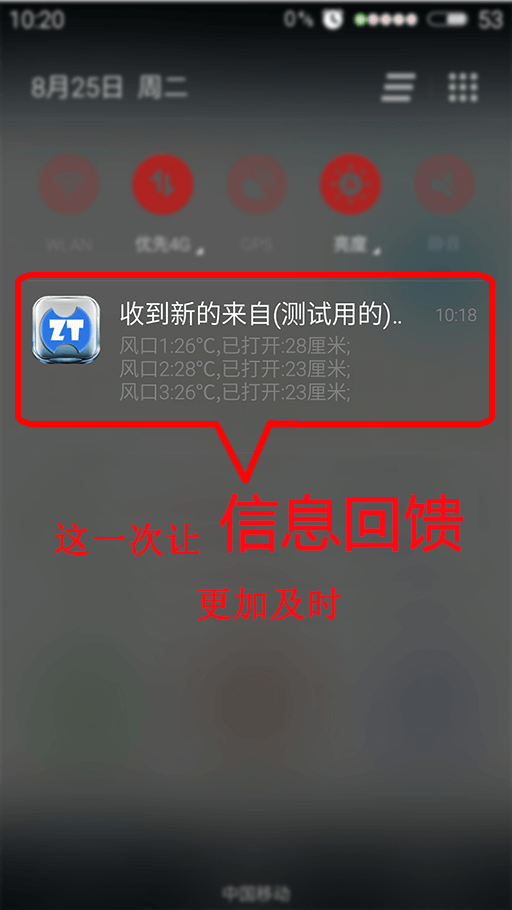 10:20
0%
53
8月25日 周二
WLAN
优先4G
GPS
亮度
静音
ZT
收到新的来自(测试用的)..
10:18
风口1:26℃,已打开:28厘米;
风口2:28℃,已打开:23厘米;
风口3:26℃,已打开:23厘米;
这一次让 信息回馈
更加及时
中国移动